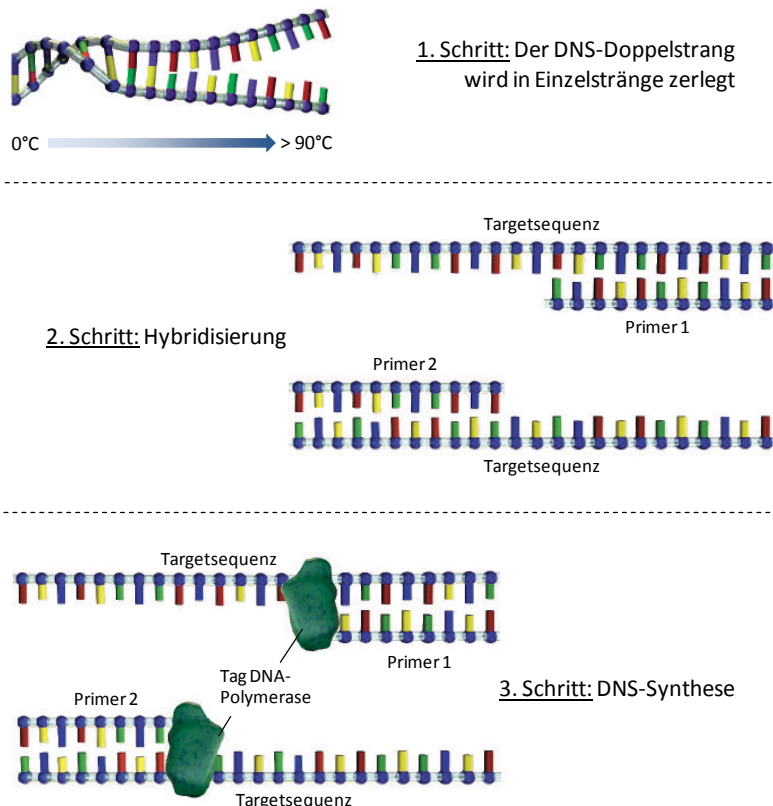 1. Schritt: Der DNS-Doppelstrang
wird in Einzelstränge zerlegt
0°C
> 90°C
Targetsequenz
Primer 1
2. Schritt: Hybridisierung
Primer 2
Targetsequenz
Targetsequenz
Primer 1
Tag DNA-
Polymerase
3. Schritt: DNS-Synthese
Primer 2
Targetsequenz